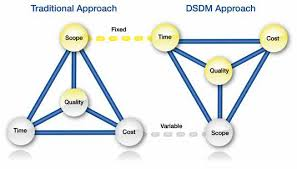 Traditional Approach
DSDM Approach
Scope
Fixed
Time
Cost
Quality
Quality
Time
Cost
Variable
Scope